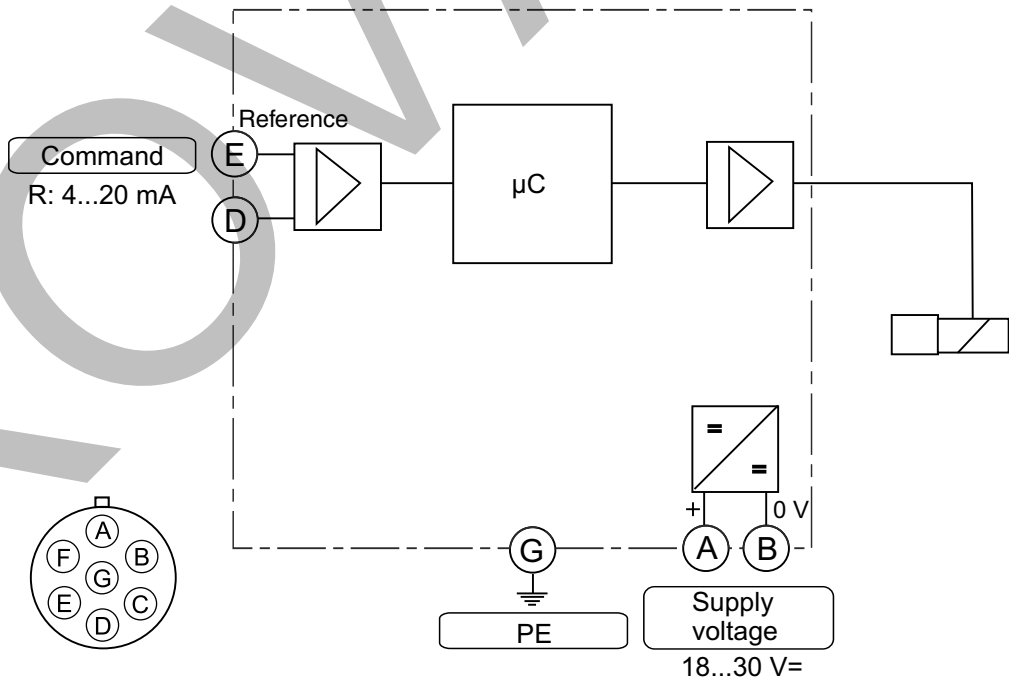 Reference
Command
E
R: 4...20 mA
D
µC
+
0 V
G
A
B
PE
Supply
voltage
18...30 V=
A
F
B
G
E
C
D